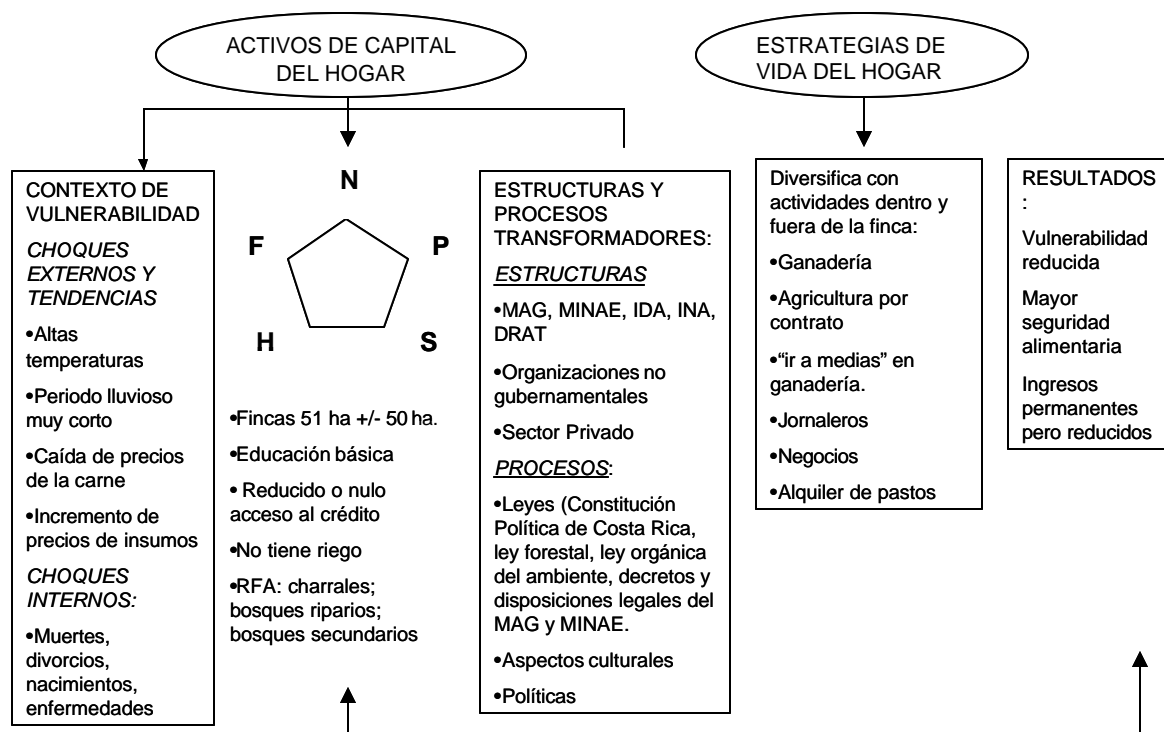 ACTIVOS DE CAPITAL
DEL HOGAR
ESTRATEGIAS DE
VIDA DEL HOGAR
CONTEXTO DE
VULNERABILIDAD
CHOQUES
EXTERNOS Y
TENDENCIAS
•Altas
temperaturas
•Periodo lluvioso
muy corto
•Caída de precios
de la carne
•Incremento de
precios de insumos
CHOQUES
INTERNOS:
•Muertes,
divorcios,
nacimientos,
enfermedades
N
F
P
H
S
•Fincas 51 ha +/- 50 ha.
•Educación básica
• Reducido o nulo
acceso al crédito
•No tiene riego
•RFA: charrales;
bosques riparios;
bosques secundarios
ESTRUCTURAS Y
PROCESOS
TRANSFORMADORES:
ESTRUCTURAS
•MAG, MINAE, IDA, INA,
DRAT
•Organizaciones no
gubernamentales
•Sector Privado
PROCESOS:
•Leyes (Constitución
Política de Costa Rica,
ley forestal, ley orgánica
del ambiente, decretos y
disposiciones legales del
MAG y MINAE.
•Aspectos culturales
•Políticas
Diversifica con
actividades dentro y
fuera de la finca:
•Ganadería
•Agricultura por
contrato
•“ir a medias” en
ganadería.
•Jornaleros
•Negocios
•Alquiler de pastos
RESULTADOS
:
Vulnerabilidad
reducida
Mayor
seguridad
alimentaria
Ingresos
permanentes
pero reducidos